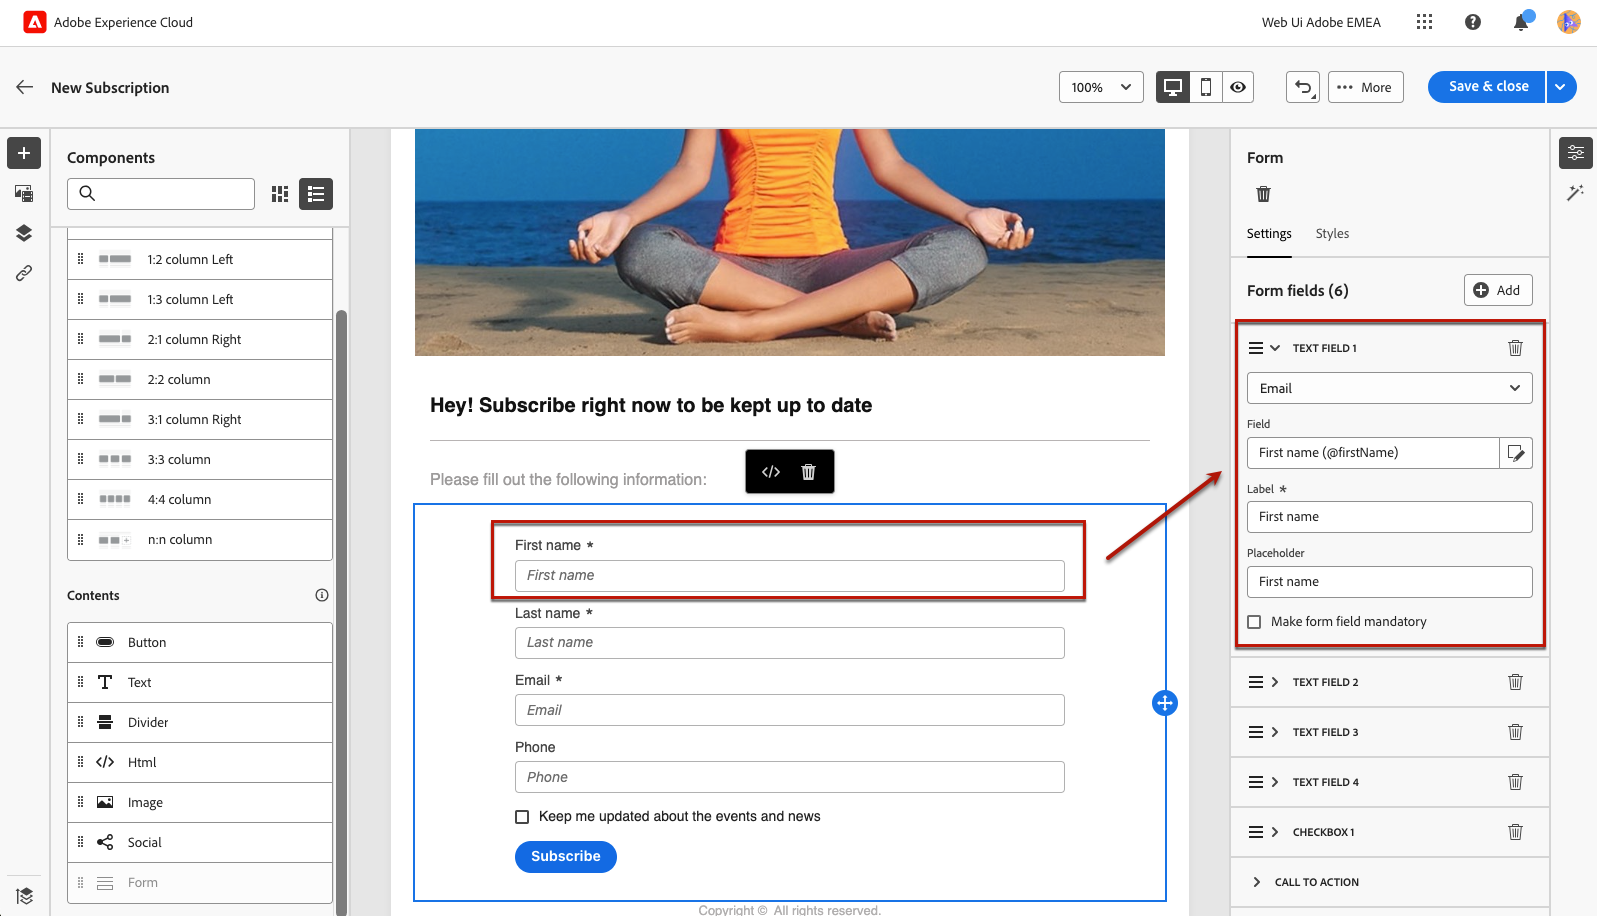 Adobe Experience Cloud
Web Ui Adobe EMEA
New Subscription
100%
More
Save & close
Components
1:2 column Left
1:3 column Left
2:1 column Right
2:2 column
3:1 column Right
3:3 column
4:4 column
n:n column
Contents
Button
Text
Divider
Html
Image
Social
Form
Hey! Subscribe right now to be kept up to date
Please fill out the following information:
First name *
First name
Last name *
Last name
Email *
Email
Phone
Phone
Keep me updated about the events and news
Subscribe
Copyright © All rights reserved.
Form
Settings Styles
Form fields (6)
Add
TEXT FIELD 1
Email
Field
First name (@firstName)
Label *
First name
Placeholder
First name
Make form field mandatory
TEXT FIELD 2
TEXT FIELD 3
TEXT FIELD 4
CHECKBOX 1
CALL TO ACTION